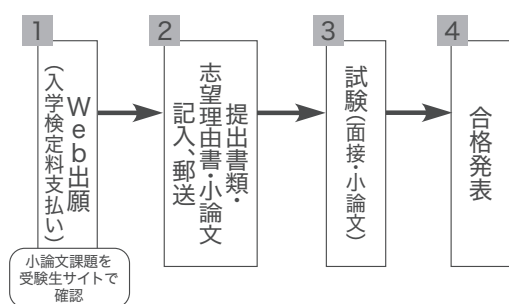 1
Web出願
(入学検定料支払い)
小論文課題を
受験生サイトで
確認
2
提出書類・
志望理由書・小論文
記入、郵送
3
試験(面接・小論文)
4
合格発表